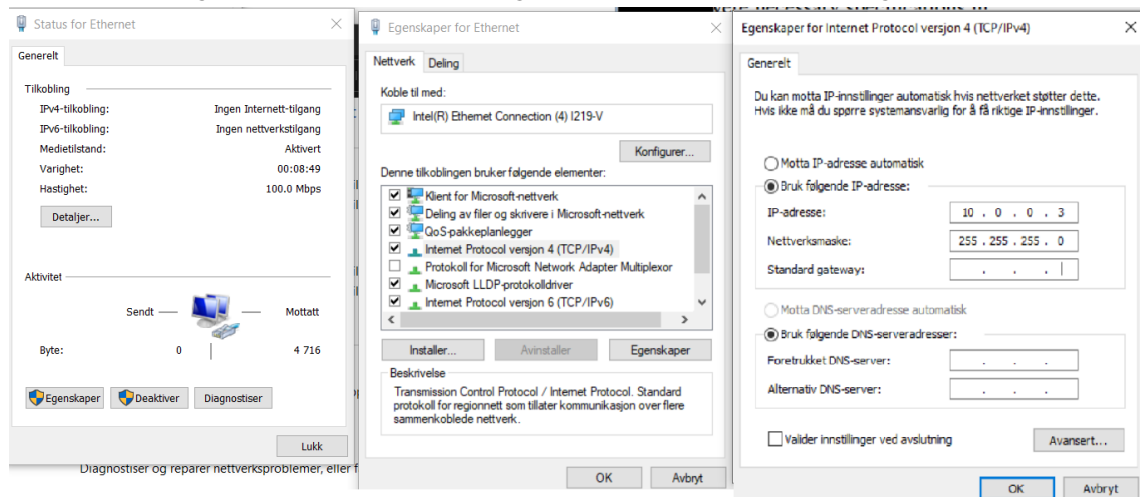 Status for Ethernet
Generelt
Tilkobling
IPv4-tilkobling: Ingen Internett-tilgang
IPv6-tilkobling: Ingen nettverkstilgang
Medietilstand: Aktivert
Varighet: 00:08:49
Hastighet: 100.0 Mbps
Detaljer...
Aktivitet
Sendt — — Mottatt
Byte: 0 4 716
Egenskaper Deaktiver Diagnostiser
Lukk
Diagnostiser og reparer nettverksproblemer, eller f
Egenskaper for Ethernet
Nettverk Deling
Koble til med:
Intel(R) Ethernet Connection (4) I219-V
Konfigurer...
Denne tilkoblingen bruker følgende elementer:
Klient for Microsoft-nettverk
Deling av filer og skrivere i Microsoft-nettverk
QoS-pakkeplanlegger
Internet Protocol versjon 4 (TCP/IPv4)
Protokoll for Microsoft Network Adapter Multiplexor
Microsoft LLDP-protokolldriver
Internet Protocol versjon 6 (TCP/IPv6)
Installer... Avinstaller Egenskaper
Beskrivelse
Transmission Control Protocol / Internet Protocol. Standard
protokoll for regionnett som tillater kommunikasjon over flere
sammenkoblede nettverk.
OK Avbryt
Egenskaper for Internet Protocol versjon 4 (TCP/IPv4)
Generelt
Du kan motta IP-innstillinger automatisk hvis nettverket støtter dette.
Hvis ikke må du spørre systemansvarlig for å få riktige IP-innstillinger.
Motta IP-adresse automatisk
Bruk følgende IP-adresse:
IP-adresse: 10 . 0 . 0 . 3
Nettverksmaske: 255 . 255 . 255 . 0
Standard gateway: . . .
Motta DNS-serveradresse automatisk
Bruk følgende DNS-serveradresser:
Foretrukket DNS-server: . . .
Alternativ DNS-server: . . .
Valider innstillinger ved avslutning
Avansert...
OK Avbryt